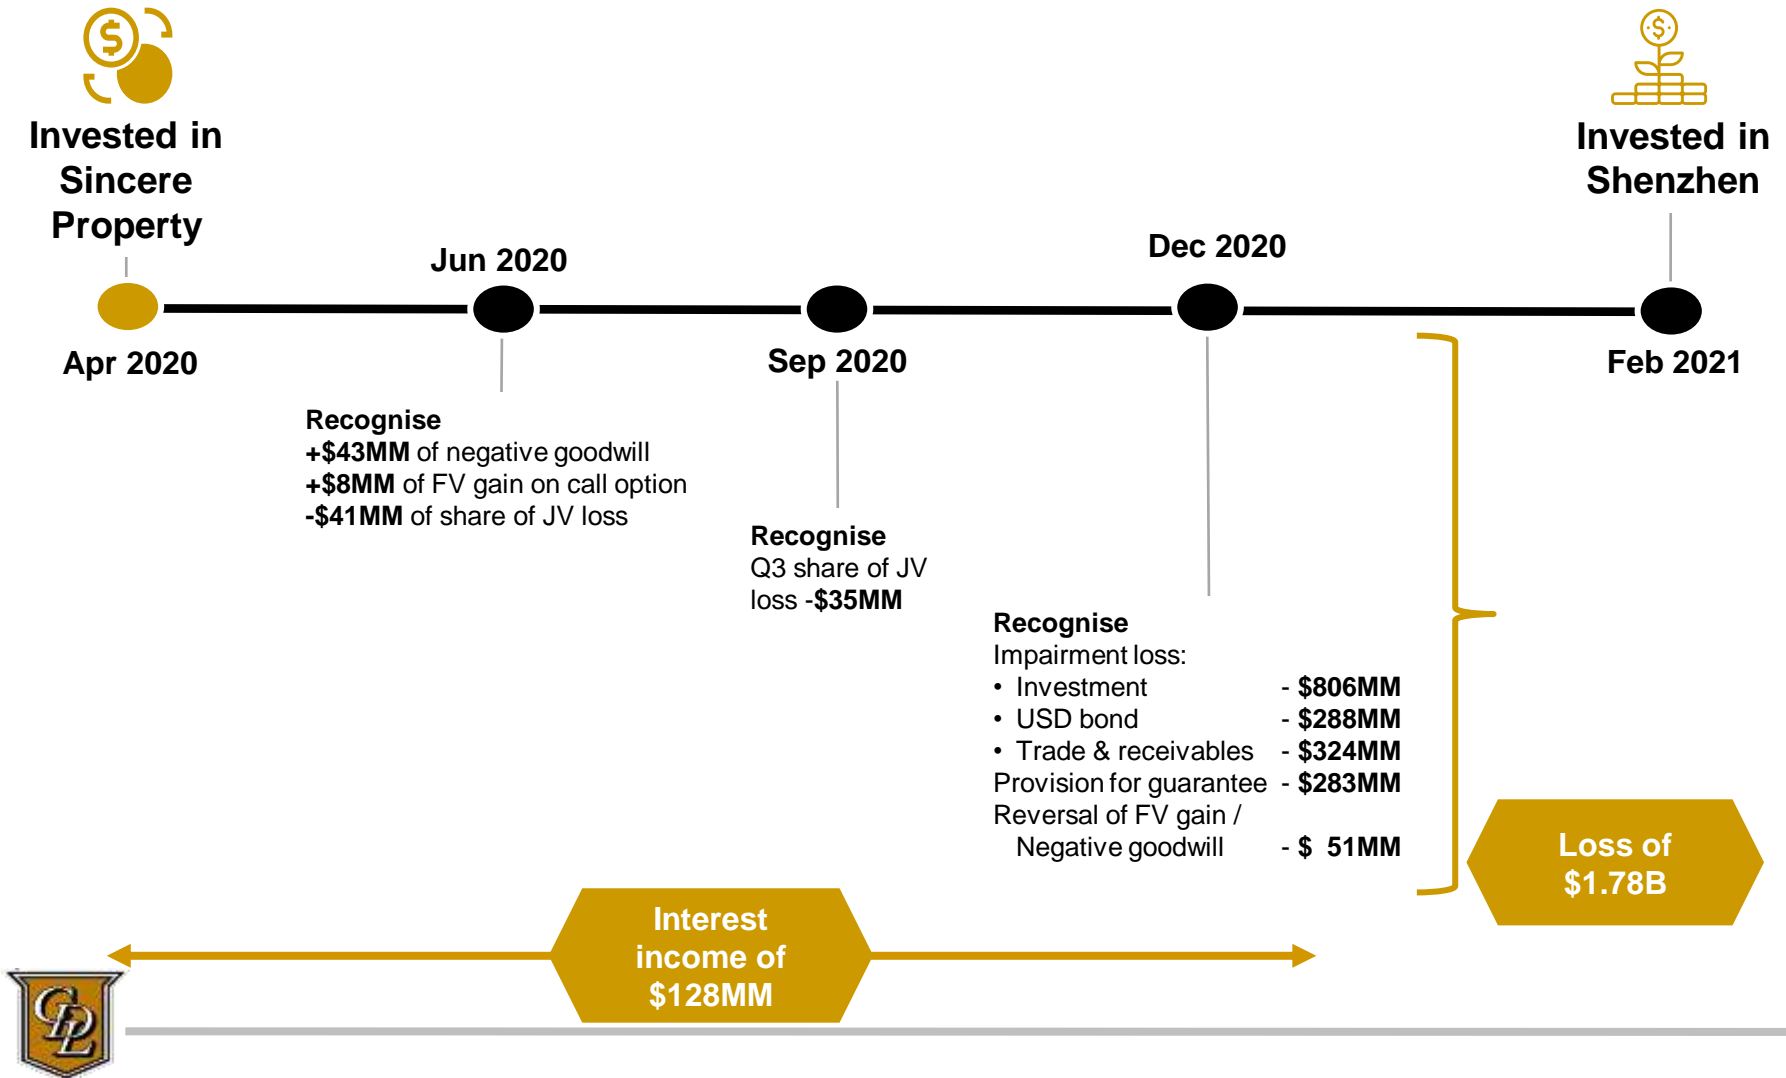 Invested in
Sincere
Property
Invested in
Shenzhen
Jun 2020
Dec 2020
Apr 2020
Sep 2020
Feb 2021
Recognise
+$43MM of negative goodwill
+$8MM of FV gain on call option
-$41MM of share of JV loss
Recognise
Q3 share of JV
loss -$35MM
Recognise
Impairment loss:
• Investment - $806MM
• USD bond - $288MM
• Trade & receivables - $324MM
Provision for guarantee - $283MM
Reversal of FV gain /
Negative goodwill - $ 51MM
Loss of
$1.78B
Interest
income of
$128MM
CDL